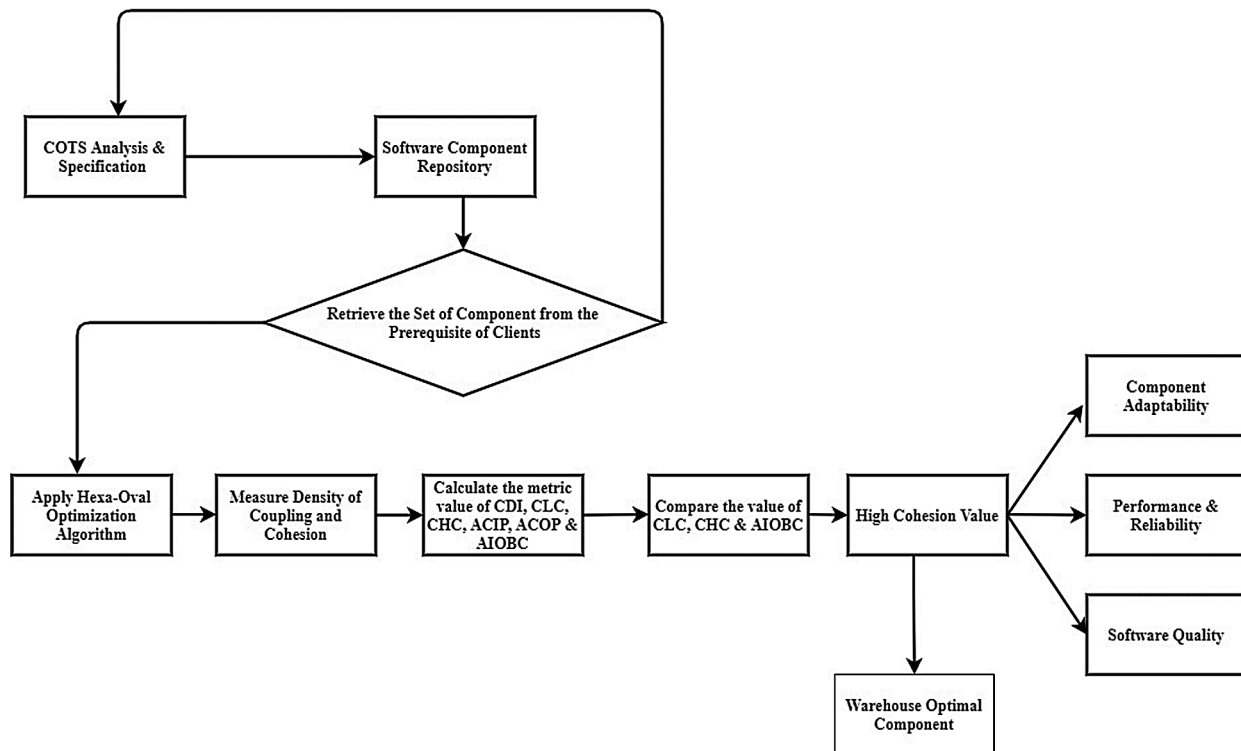 COTS Analysis &
Specification
Software Component
Repository
Retrieve the Set of Component from the
Prerequisite of Clients
Component
Adaptability
Apply Hexa-Oval
Optimization
Algorithm
Measure Density of
Coupling and
Cohesion
Calculate the metric
value of CDI, CLC,
CHC, ACIP, ACOP &
AIOBC
Compare the value of
CLC, CHC & AIOBC
High Cohesion Value
Performance &
Reliability
Software Quality
Warehouse Optimal
Component